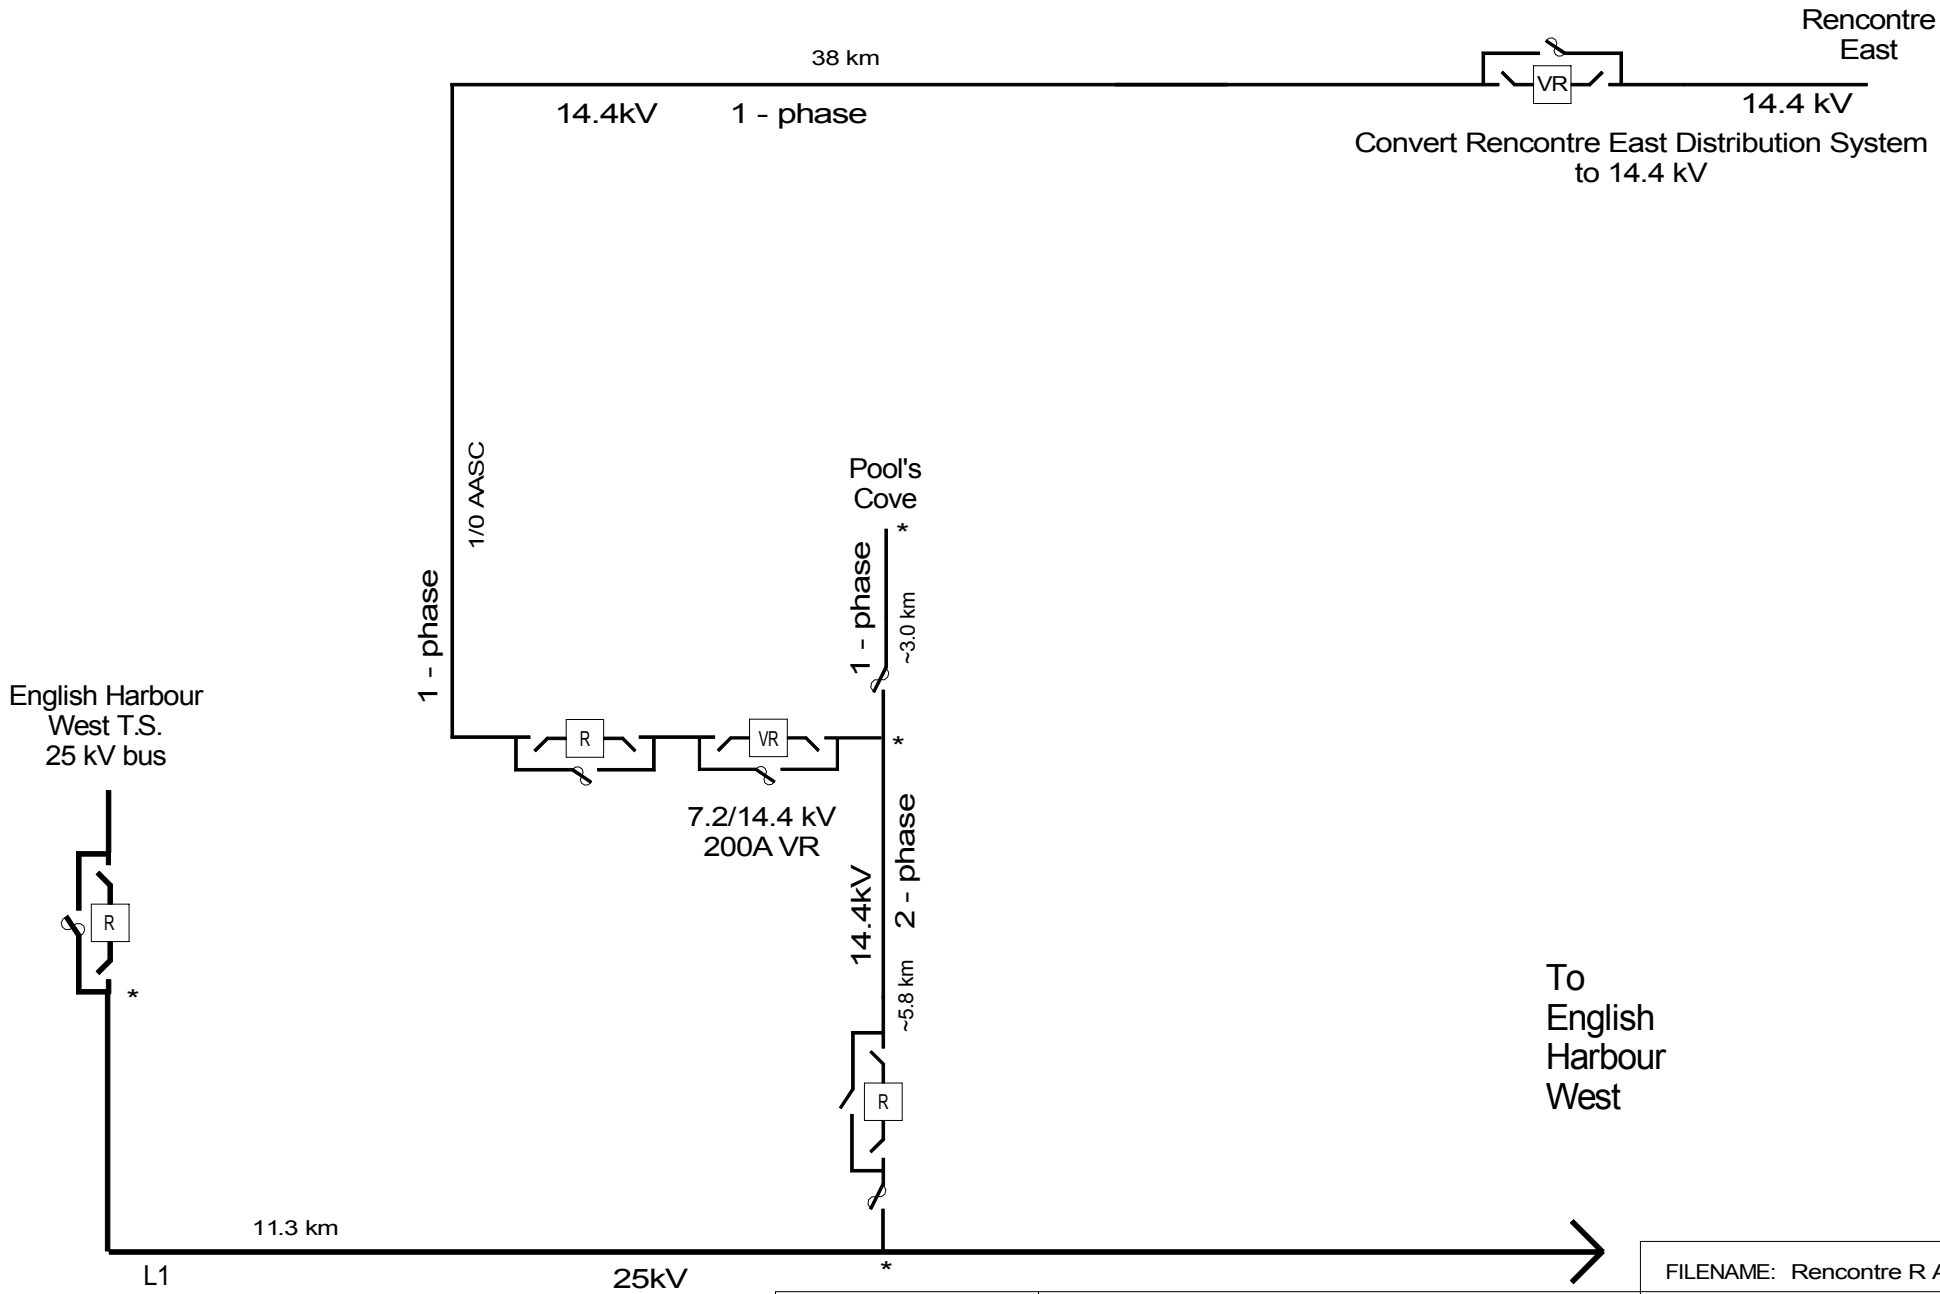 Rencontre
East
38 km
VR
14.4kV
1 - phase
14.4 kV
Convert Rencontre East Distribution System
to 14.4 kV
1/0 AASC
1 - phase
Pool's
Cove
*
1 - phase
~3.0 km
English Harbour
West T.S.
25 kV bus
R
VR
*
7.2/14.4 kV
200A VR
14.4kV
2 - phase
~5.8 km
R
*
To
English
Harbour
West
R
11.3 km
L1
25kV
*
FILENAME: Rencontre R A